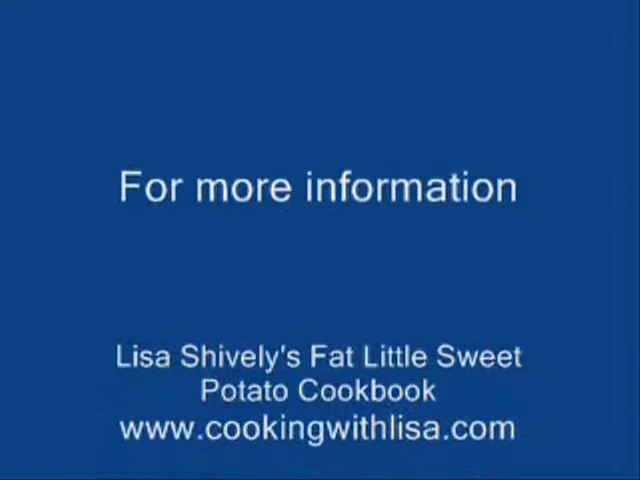 For more information
Lisa Shively's Fat Little Sweet
Potato Cookbook
www.cookingwithlisa.com